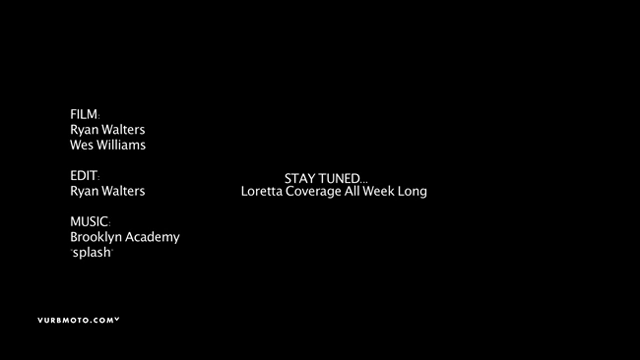 FILM:
Ryan Walters
Wes Williams
EDIT:
Ryan Walters
MUSIC:
Brooklyn Academy
"splash"
STAY TUNED...
Loretta Coverage All Week Long
VURBMOTO.COM